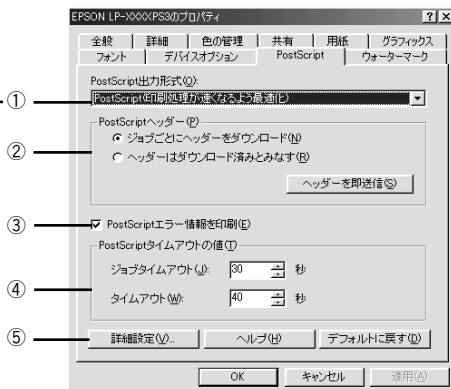 EPSON LP-XXXXPS3のプロパティ ? ×
全般 詳細 色の管理 共有 用紙 グラフィックス
フォント デバイスオプション PostScript ウォーターマーク
PostScript出力形式(O):
① PostScript(印刷処理が速くなるよう最適化)
PostScriptヘッダー(P)
② ジョブごとにヘッダーをダウンロード(N)
ヘッダーはダウンロード済みとみなす(R)
ヘッダーを即送信(S)
③ PostScriptエラー情報を印刷(E)
PostScriptタイムアウトの値(T)
ジョブタイムアウト(J): 30 秒
④ タイムアウト(W): 40 秒
⑤ 詳細設定(V)... ヘルプ(H) デフォルトに戻す(D)
OK キャンセル 適用(A)